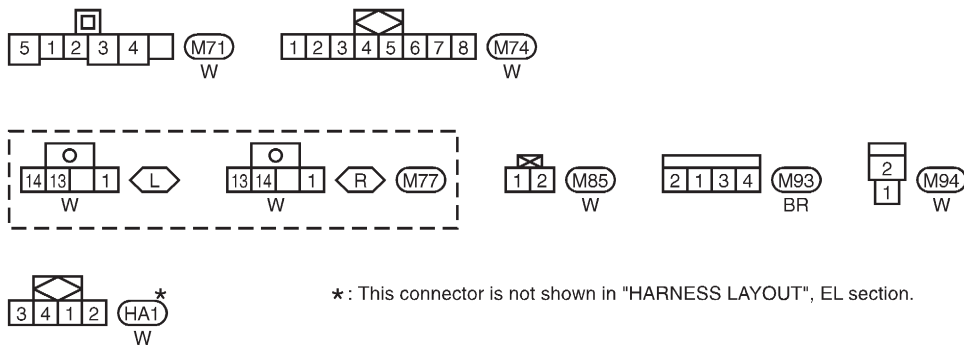 5 1 2 3 4 M71
W
1 2 3 4 5 6 7 8 M74
W
14 13 1 L
W
13 14 1 R M77
W
1 2 M85
W
2 1 3 4 M93
BR
2
1 M94
W
3 4 1 2 HA1 *
W
*: This connector is not shown in "HARNESS LAYOUT", EL section.